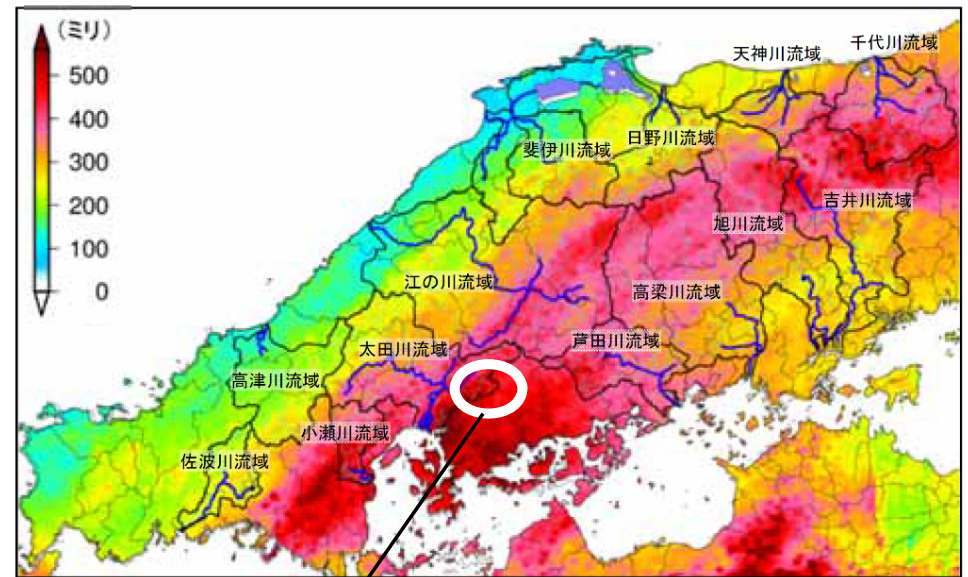 (ミリ)
500
400
300
200
100
0
千代川流域
天神川流域
日野川流域
斐伊川流域
吉井川流域
旭川流域
江の川流域
高梁川流域
芦田川流域
太田川流域
高津川流域
小瀬川流域
佐波川流域